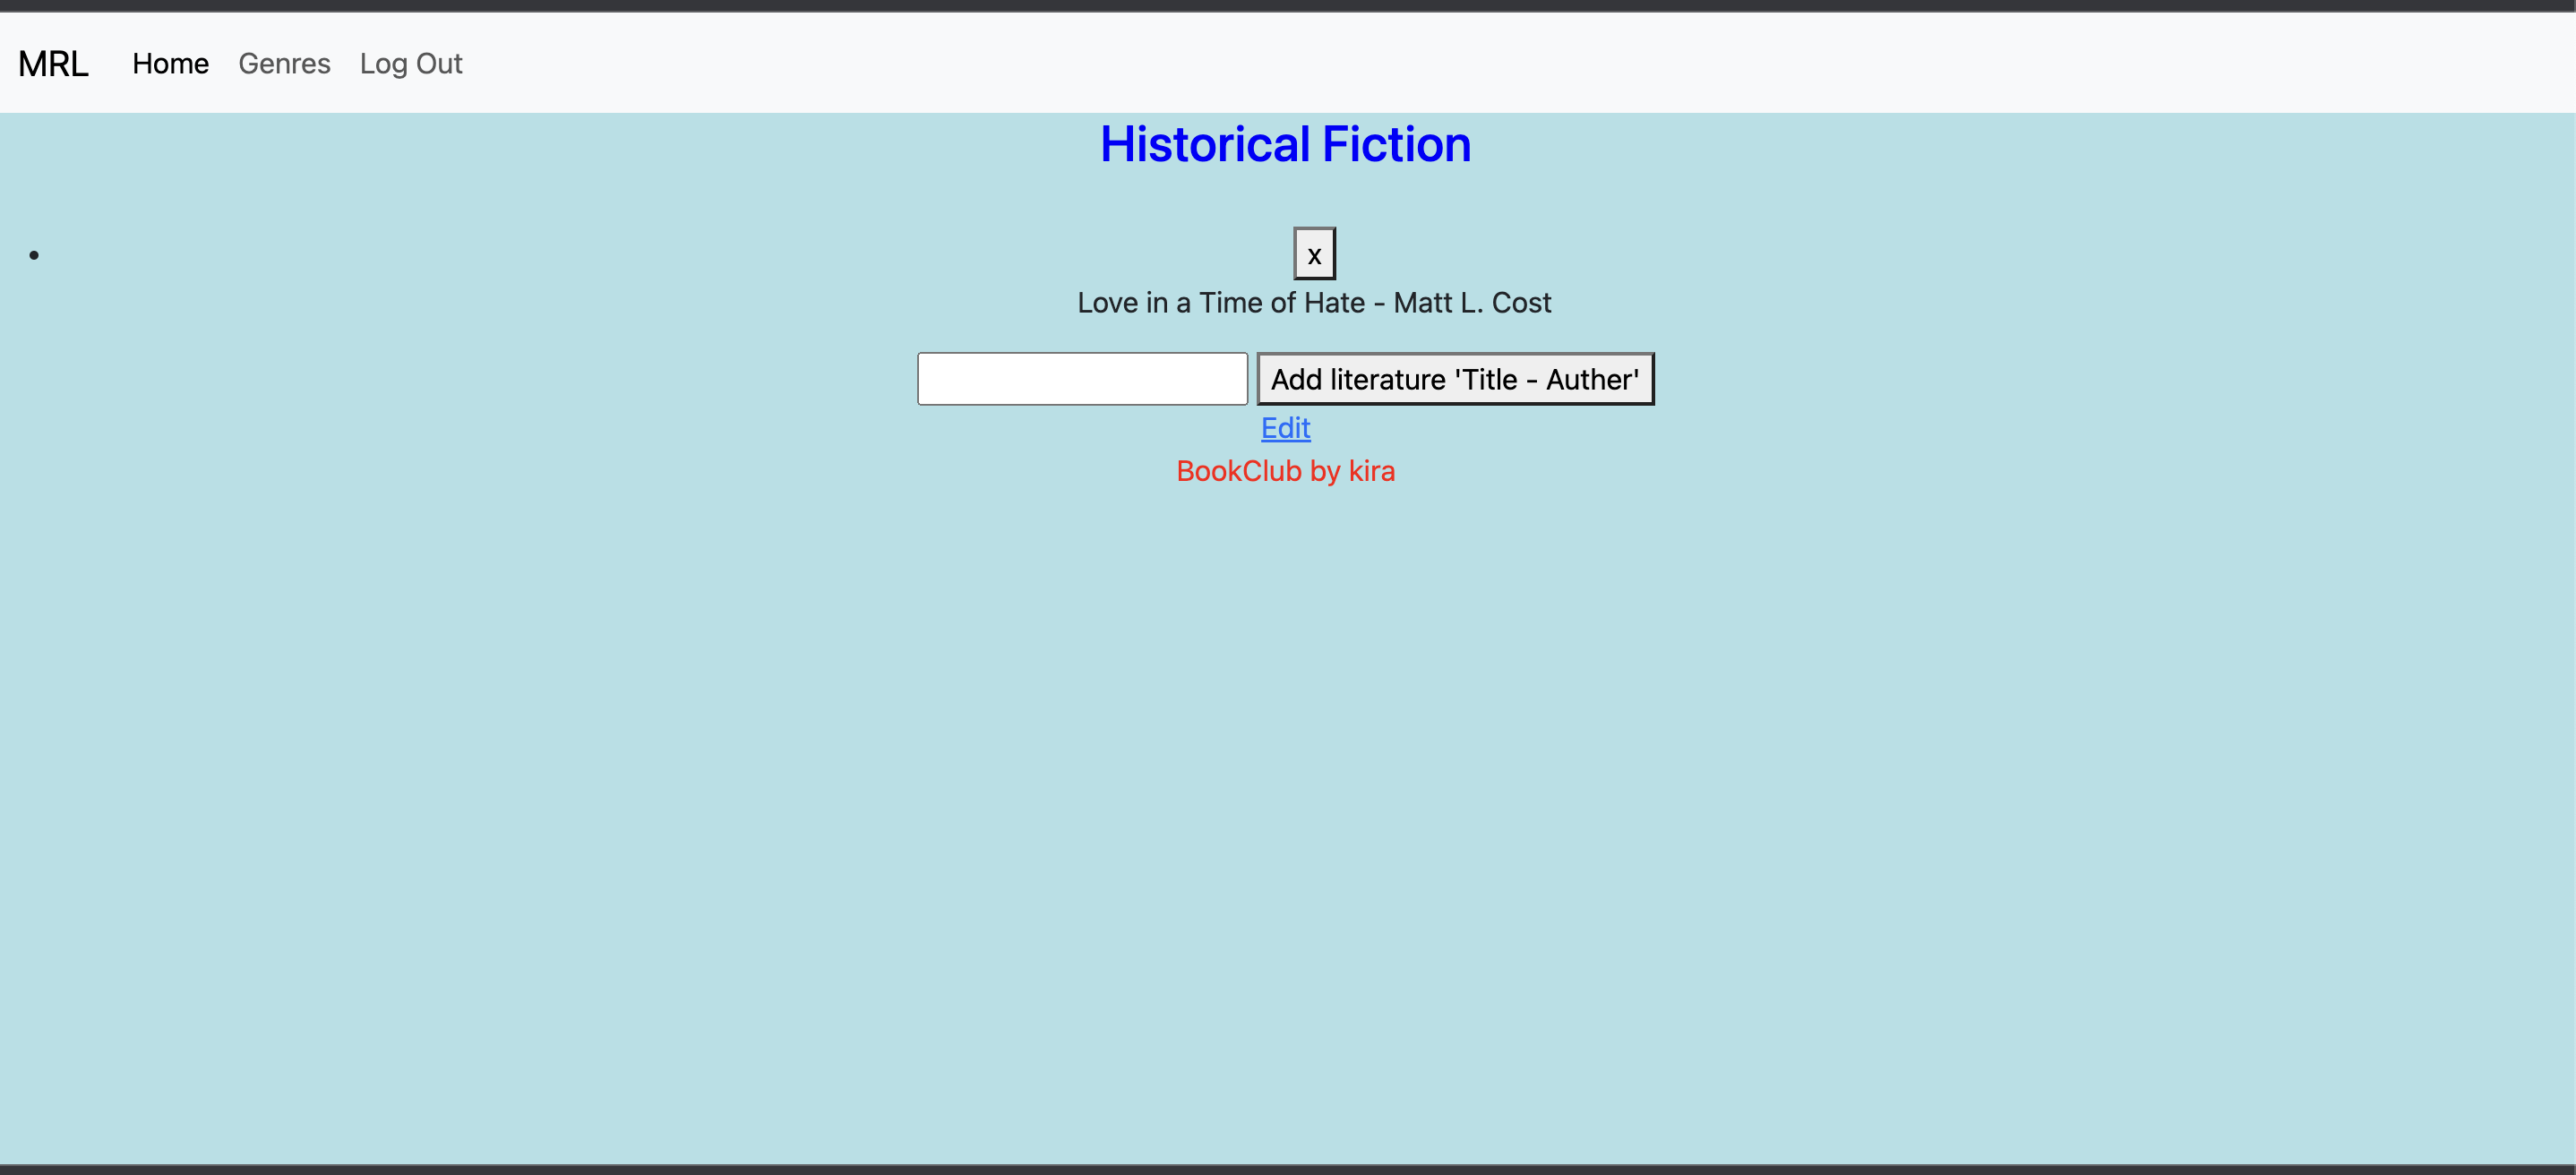 MRL Home Genres Log Out
Historical Fiction
x
Love in a Time of Hate - Matt L. Cost
Add literature 'Title - Auther'
Edit
BookClub by kira